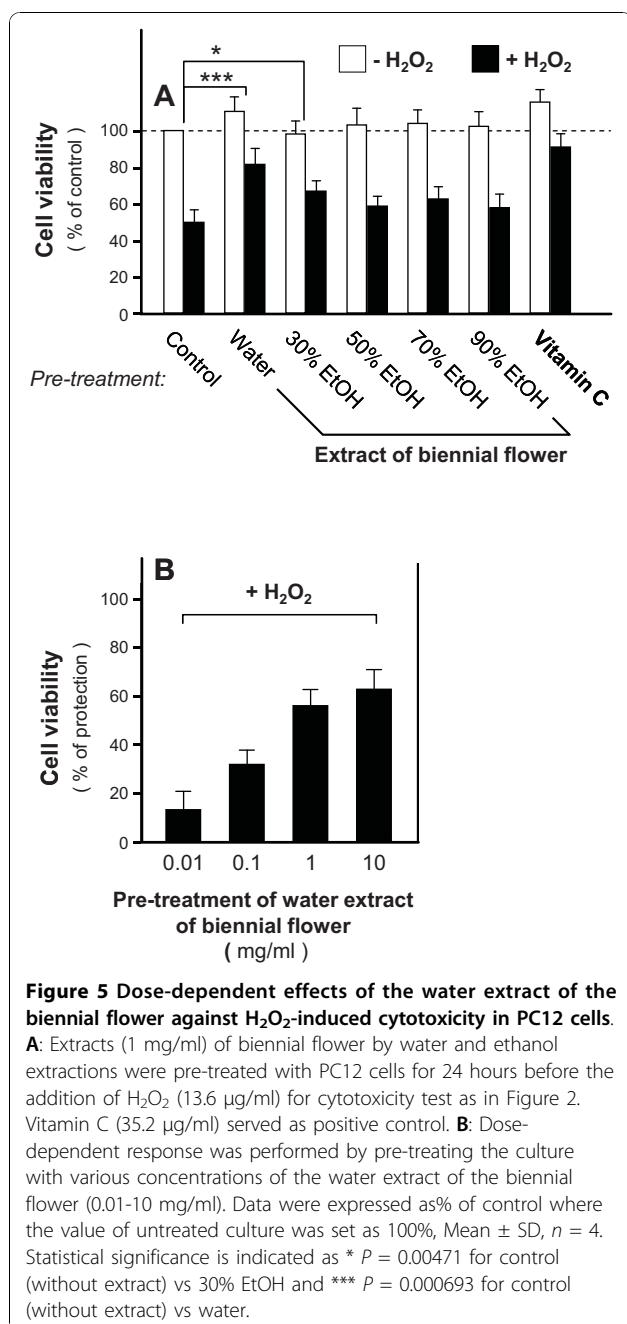 *
***
- H₂O₂
+ H₂O₂
A
Cell viability
( % of control )
100
80
60
40
20
0
Pre-treatment:
Control
Water
30% EtOH
50% EtOH
70% EtOH
90% EtOH
Vitamin C
Extract of biennial flower
B
+ H₂O₂
Cell viability
( % of protection )
100
80
60
40
20
0
0.01 0.1 1 10
Pre-treatment of water extract
of biennial flower
( mg/ml )
Figure 5 Dose-dependent effects of the water extract of the
biennial flower against H₂O₂-induced cytotoxicity in PC12 cells.
A: Extracts (1 mg/ml) of biennial flower by water and ethanol
extractions were pre-treated with PC12 cells for 24 hours before the
addition of H₂O₂ (13.6 μg/ml) for cytotoxicity test as in Figure 2.
Vitamin C (35.2 μg/ml) served as positive control. B: Dose-
dependent response was performed by pre-treating the culture
with various concentrations of the water extract of the biennial
flower (0.01-10 mg/ml). Data were expressed as% of control where
the value of untreated culture was set as 100%, Mean ± SD, n = 4.
Statistical significance is indicated as * P = 0.00471 for control
(without extract) vs 30% EtOH and *** P = 0.000693 for control
(without extract) vs water.